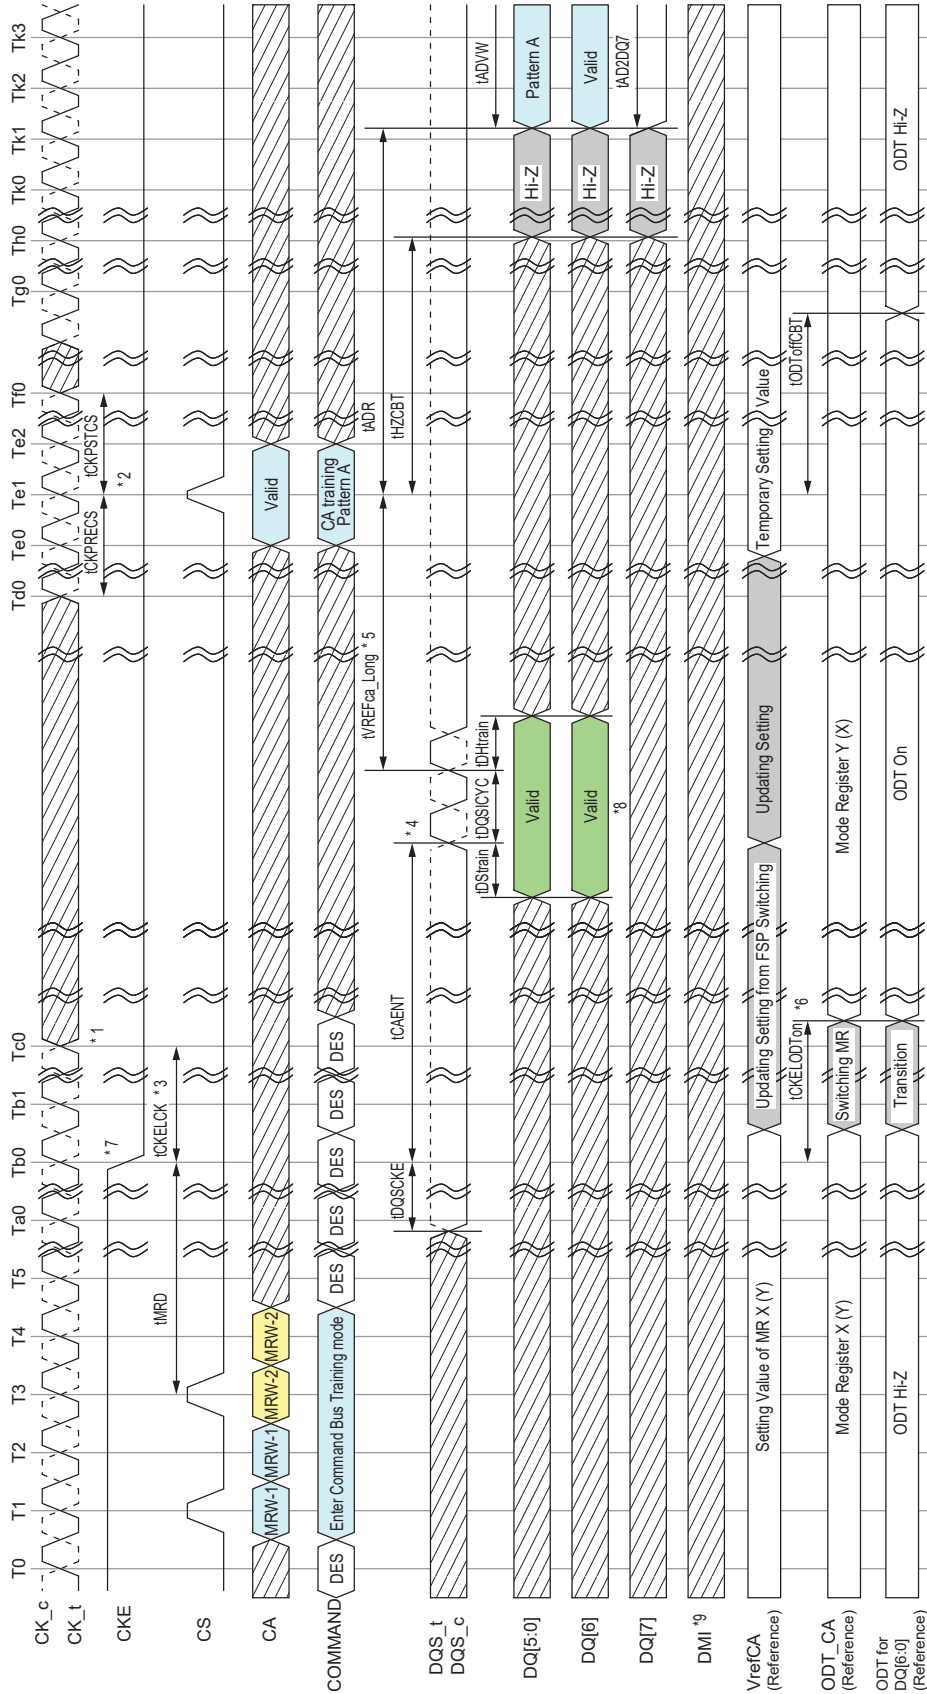 T0 T1 T2 T3 T4 T5 Ta0 Tb0 Tb1 Tc0 Td0 Te0 Te1 Te2 Tf0 Tg0 Th0 Tk0 Tk1 Tk2 Tk3
CK_c
CK_t
*1
tCKPRECS tCKPSTCS
*2
CKE
*7
tCKELCK *3
CS
tMRD
CA
MRW-1 MRW-1 MRW-2 MRW-2 Valid
COMMAND
DES Enter Command Bus Training mode DES DES DES DES DES CA training
Pattern A
tADR
tDQSCKE tCAENT tVREFca_Long *5 tHZCBT
DQS_t
DQS_c
*4
tDStrain tDQSICYC tDHtrain
tADVW
DQ[5:0]
Valid Hi-Z Pattern A
DQ[6]
Valid Hi-Z Valid
*8
tAD2DQ7
DQ[7]
Hi-Z
DMI *9
VrefCA
(Reference)
Setting Value of MR X (Y) Updating Setting from FSP Switching Updating Setting Temporary Setting Value
tCKELODTon *6 tODToffCBT
ODT_CA
(Reference)
Mode Register X (Y) Switching MR Mode Register Y (X)
ODT for
DQ[6:0]
(Reference)
ODT Hi-Z Transition ODT On ODT Hi-Z